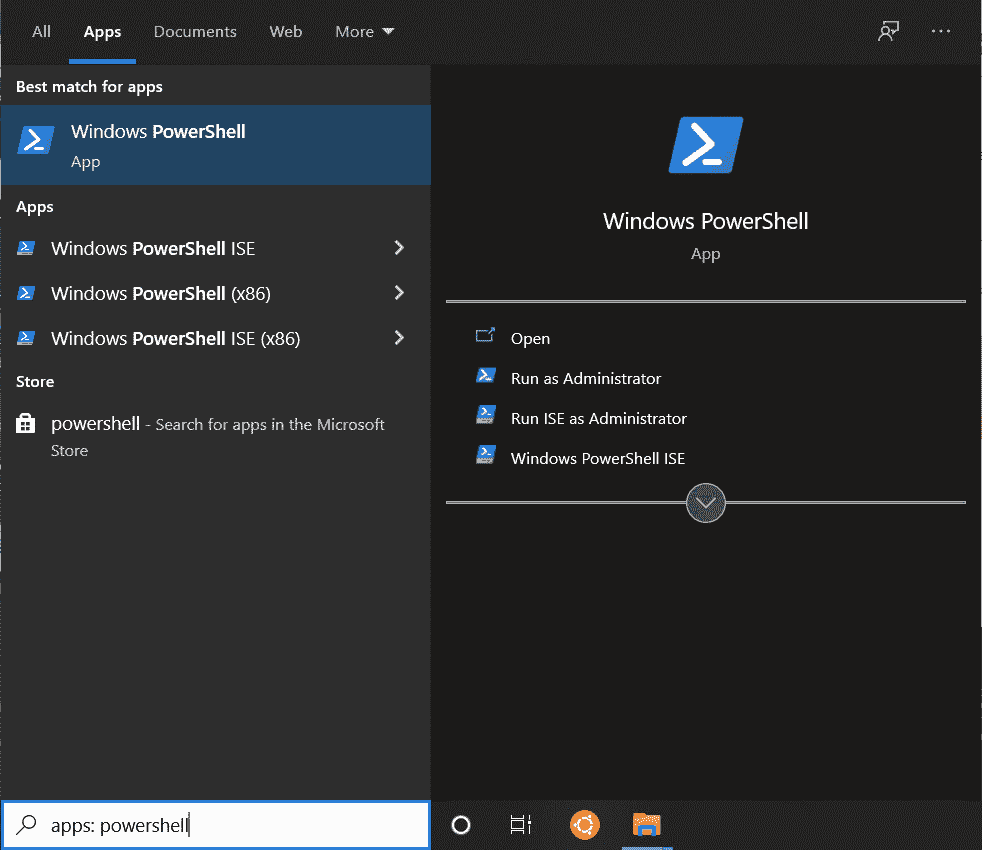 All Apps Documents Web More
Best match for apps
Windows PowerShell
App
Apps
Windows PowerShell ISE
Windows PowerShell (x86)
Windows PowerShell ISE (x86)
Store
powershell - Search for apps in the Microsoft
Store
Windows PowerShell
App
Open
Run as Administrator
Run ISE as Administrator
Windows PowerShell ISE
apps: powershell